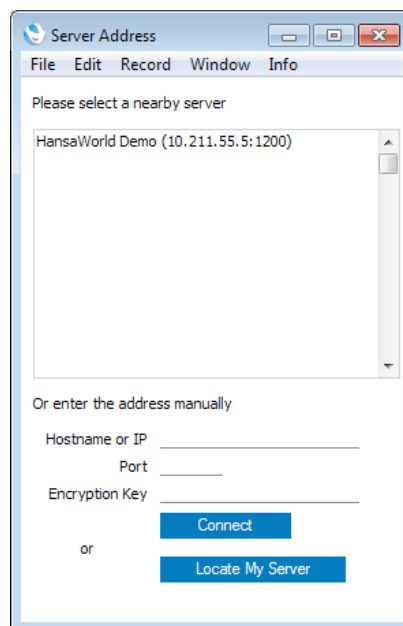 Server Address
File Edit Record Window Info
Please select a nearby server
HansaWorld Demo (10.211.55.5:1200)
Or enter the address manually
Hostname or IP
Port
Encryption Key
Connect
or
Locate My Server